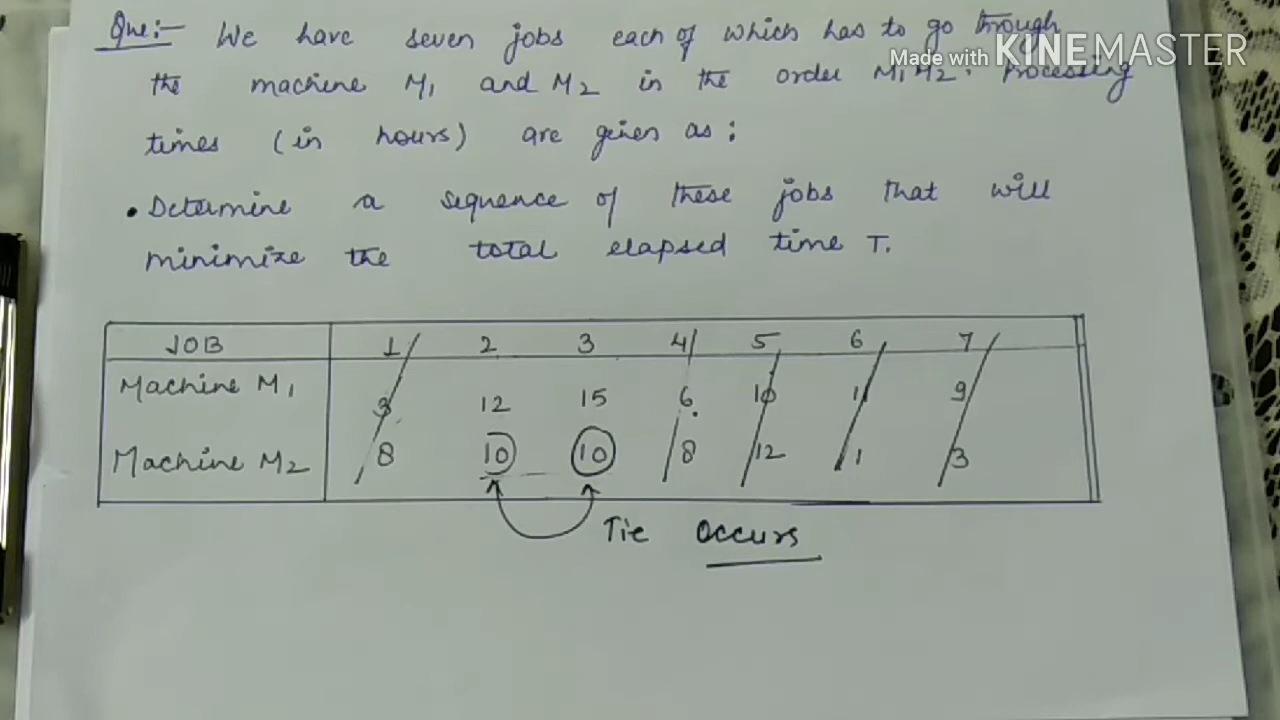 Que:- We have seven jobs each of which has to go through
Made with KINEMASTER
the machine M1 and M2 in the order M1 M2. Processing
times (in hours) are given as:
• Determine a sequence of these jobs that will
minimize the total elapsed time T.
JOB 1 2 3 4 5 6 7
Machine M1 3 12 15 6 10 11 9
Machine M2 8 10 10 8 12 1 3
Tie occurs